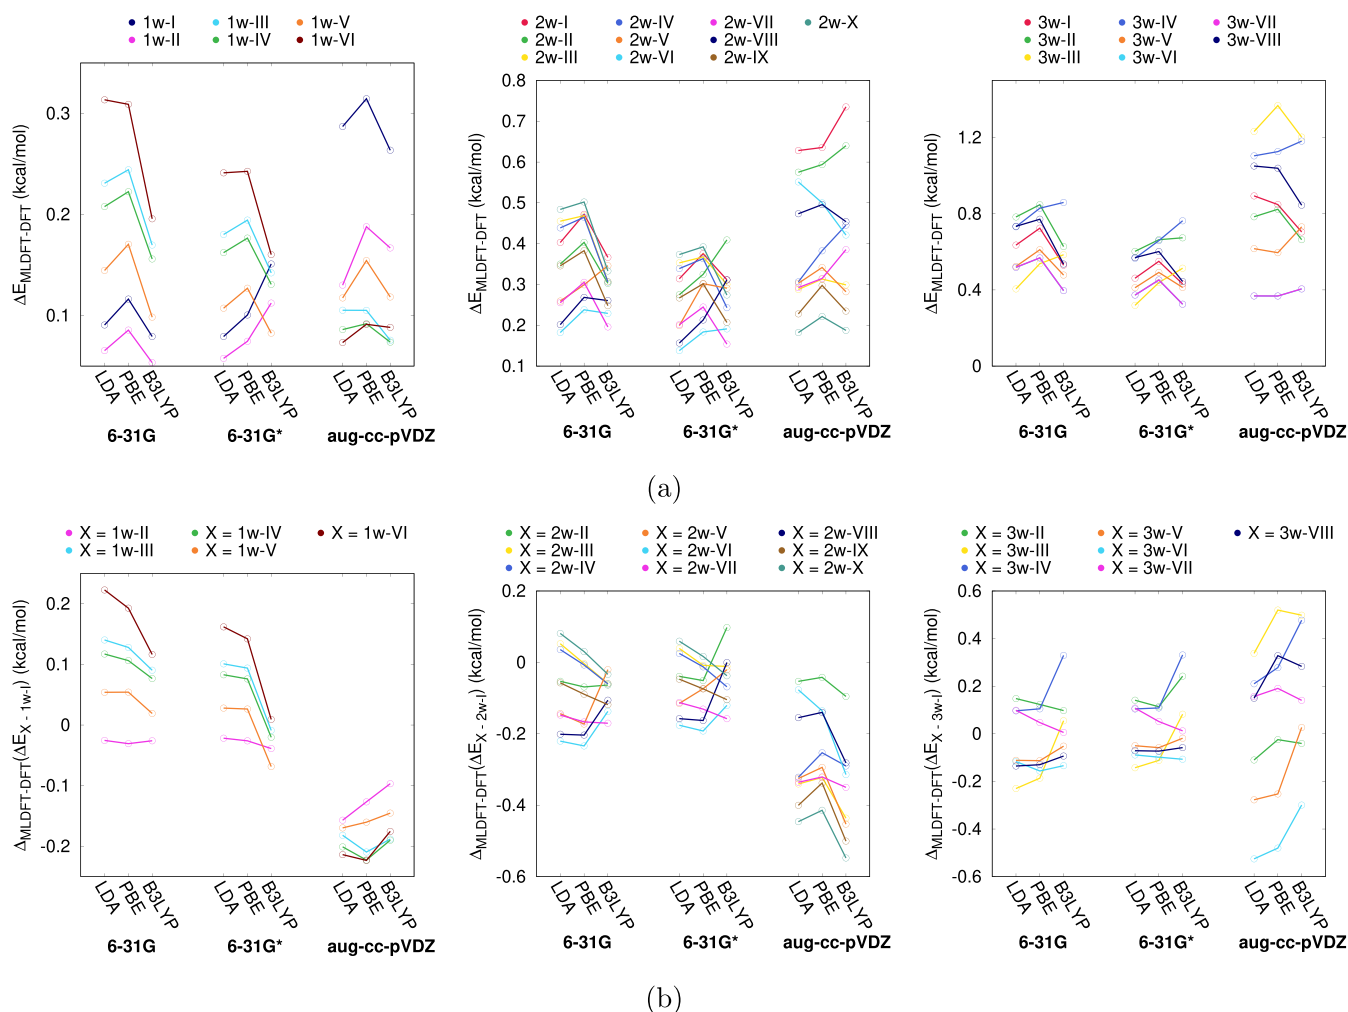 1w-I 1w-III 1w-V
1w-II 1w-IV 1w-VI
ΔE_MLDFT-DFT (kcal/mol)
0.3
0.2
0.1
LDA PBE B3LYP LDA PBE B3LYP LDA PBE B3LYP
6-31G 6-31G* aug-cc-pVDZ
2w-I 2w-IV 2w-VII 2w-X
2w-II 2w-V 2w-VIII
2w-III 2w-VI 2w-IX
ΔE_MLDFT-DFT (kcal/mol)
0.8
0.7
0.6
0.5
0.4
0.3
0.2
0.1
LDA PBE B3LYP LDA PBE B3LYP LDA PBE B3LYP
6-31G 6-31G* aug-cc-pVDZ
3w-I 3w-IV 3w-VII
3w-II 3w-V 3w-VIII
3w-III 3w-VI
ΔE_MLDFT-DFT (kcal/mol)
1.2
0.8
0.4
0
LDA PBE B3LYP LDA PBE B3LYP LDA PBE B3LYP
6-31G 6-31G* aug-cc-pVDZ
(a)
X = 1w-II X = 1w-IV X = 1w-VI
X = 1w-III X = 1w-V
Δ_MLDFT-DFT(ΔE_X - 1w-I) (kcal/mol)
0.2
0.1
0
-0.1
-0.2
LDA PBE B3LYP LDA PBE B3LYP LDA PBE B3LYP
6-31G 6-31G* aug-cc-pVDZ
X = 2w-II X = 2w-V X = 2w-VIII
X = 2w-III X = 2w-VI X = 2w-IX
X = 2w-IV X = 2w-VII X = 2w-X
Δ_MLDFT-DFT(ΔE_X - 2w-I) (kcal/mol)
0.2
0
-0.2
-0.4
-0.6
LDA PBE B3LYP LDA PBE B3LYP LDA PBE B3LYP
6-31G 6-31G* aug-cc-pVDZ
X = 3w-II X = 3w-V X = 3w-VIII
X = 3w-III X = 3w-VI
X = 3w-IV X = 3w-VII
Δ_MLDFT-DFT(ΔE_X - 3w-I) (kcal/mol)
0.6
0.4
0.2
0
-0.2
-0.4
-0.6
LDA PBE B3LYP LDA PBE B3LYP LDA PBE B3LYP
6-31G 6-31G* aug-cc-pVDZ
(b)